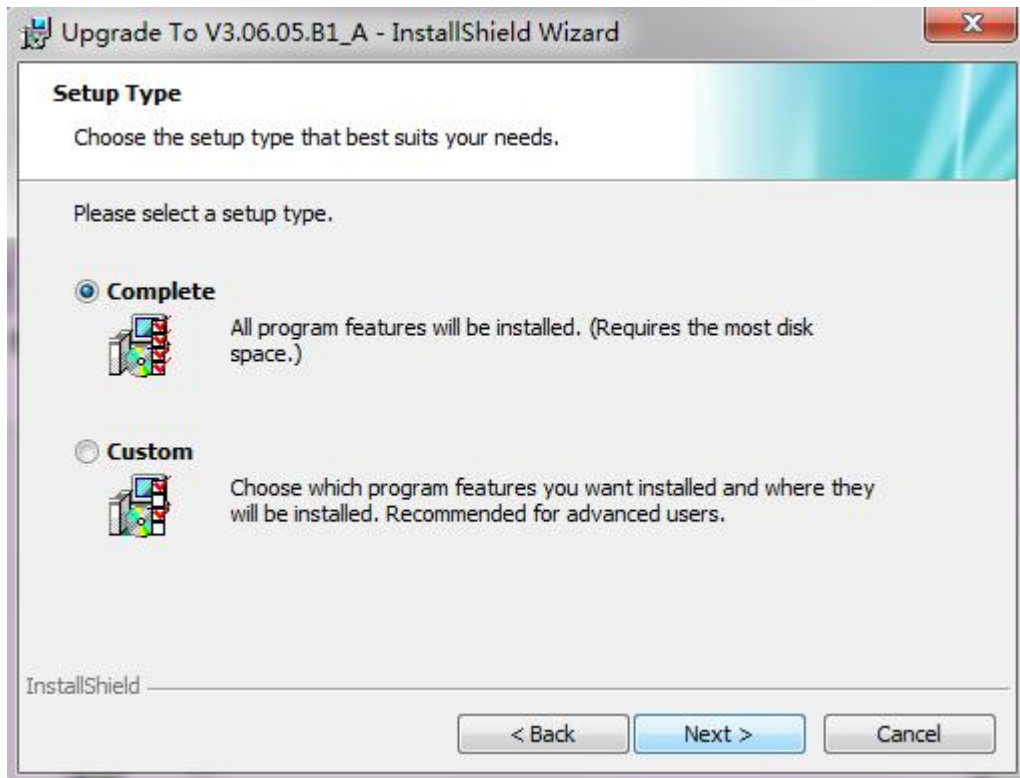 Upgrade To V3.06.05.B1_A - InstallShield Wizard
Setup Type
Choose the setup type that best suits your needs.
Please select a setup type.
Complete
All program features will be installed. (Requires the most disk
space.)
Custom
Choose which program features you want installed and where they
will be installed. Recommended for advanced users.
InstallShield
< Back
Next >
Cancel